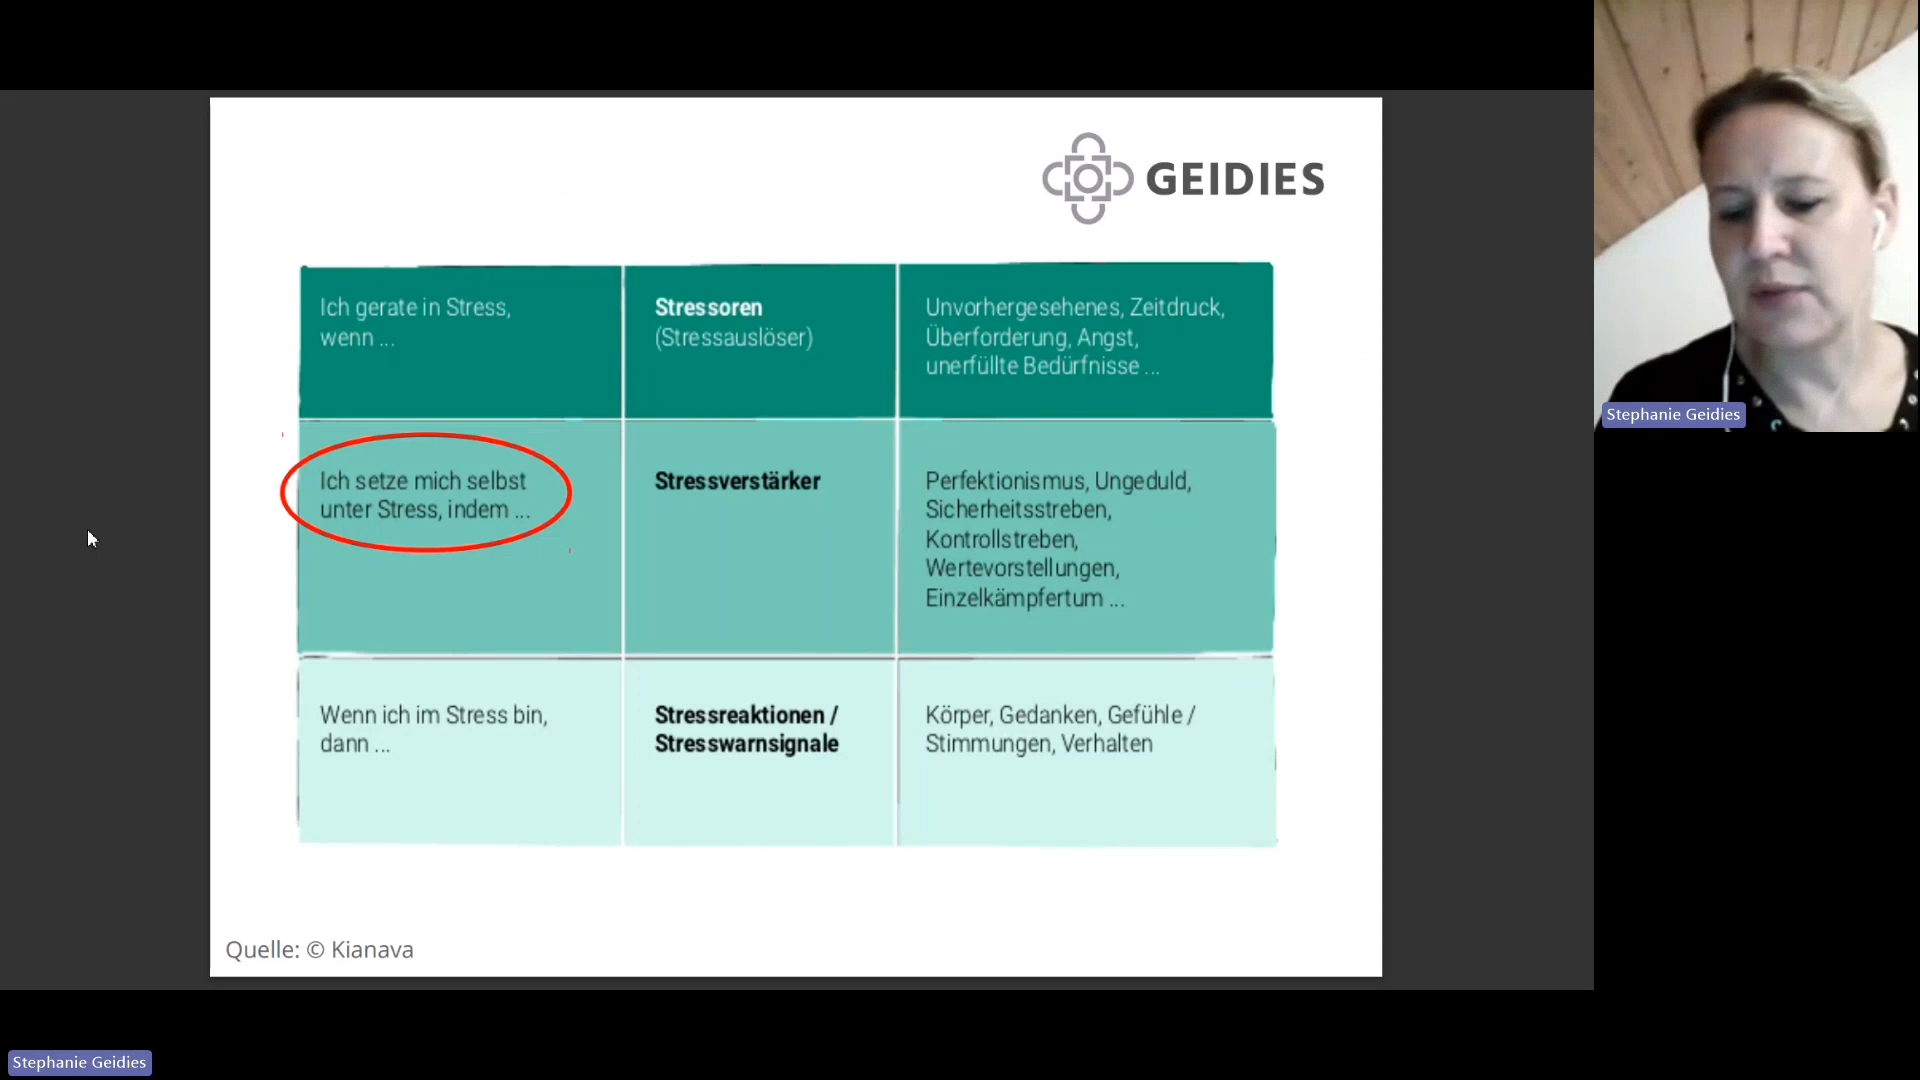 GEIDIES
Ich gerate in Stress,
wenn ...
Stressoren
(Stressauslöser)
Unvorhergesehenes, Zeitdruck,
Überforderung, Angst,
unerfüllte Bedürfnisse ...
Ich setze mich selbst
unter Stress, indem ...
Stressverstärker
Perfektionismus, Ungeduld,
Sicherheitsstreben,
Kontrollstreben,
Wertevorstellungen,
Einzelkämpfertum ...
Wenn ich im Stress bin,
dann ...
Stressreaktionen /
Stresswarnsignale
Körper, Gedanken, Gefühle /
Stimmungen, Verhalten
Quelle: © Kianava
Stephanie Geidies
Stephanie Geidies